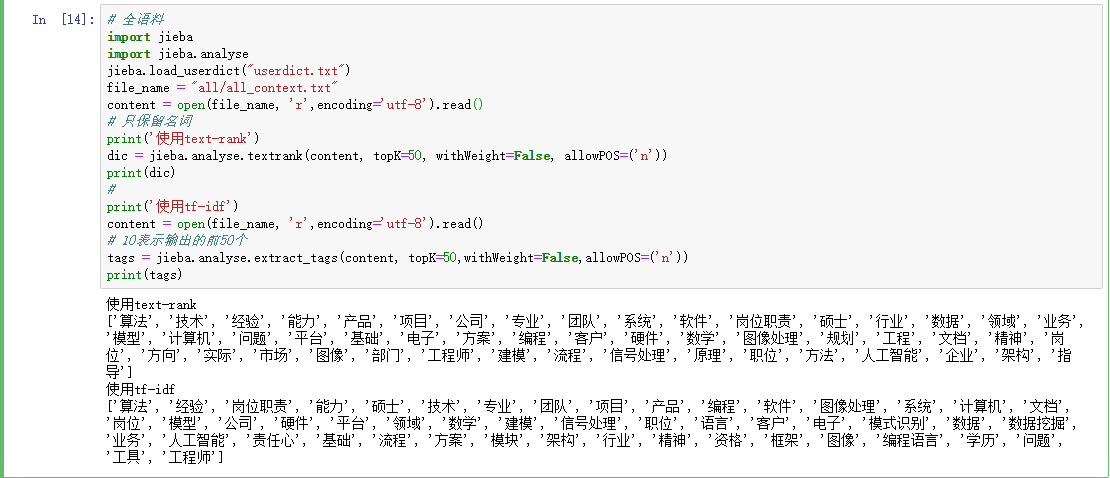 In [14]:
# 全语料
import jieba
import jieba.analyse
jieba.load_userdict("userdict.txt")
file_name = "all/all_context.txt"
content = open(file_name, 'r',encoding='utf-8').read()
# 只保留名词
print('使用text-rank')
dic = jieba.analyse.textrank(content, topK=50, withWeight=False, allowPOS=('n'))
print(dic)
#
print('使用tf-idf')
content = open(file_name, 'r',encoding='utf-8').read()
# 10表示输出的前50个
tags = jieba.analyse.extract_tags(content, topK=50,withWeight=False,allowPOS=('n'))
print(tags)
使用text-rank
['算法', '技术', '经验', '能力', '产品', '项目', '公司', '专业', '团队', '系统', '软件', '岗位职责', '硕士', '行业', '数据', '领域', '业务',
'模型', '计算机', '问题', '平台', '基础', '电子', '方案', '编程', '客户', '硬件', '数学', '图像处理', '规划', '工程', '文档', '精神', '岗
位', '方向', '实际', '市场', '图像', '部门', '工程师', '建模', '流程', '信号处理', '原理', '职位', '方法', '人工智能', '企业', '架构', '指
导']
使用tf-idf
['算法', '经验', '岗位职责', '能力', '硕士', '技术', '专业', '团队', '项目', '产品', '编程', '软件', '图像处理', '系统', '计算机', '文档',
'岗位', '模型', '公司', '硬件', '平台', '领域', '数学', '建模', '信号处理', '职位', '语言', '客户', '电子', '模式识别', '数据', '数据挖掘',
'业务', '人工智能', '责任心', '基础', '流程', '方案', '模块', '架构', '行业', '精神', '资格', '框架', '图像', '编程语言', '学历', '问题',
'工具', '工程师']